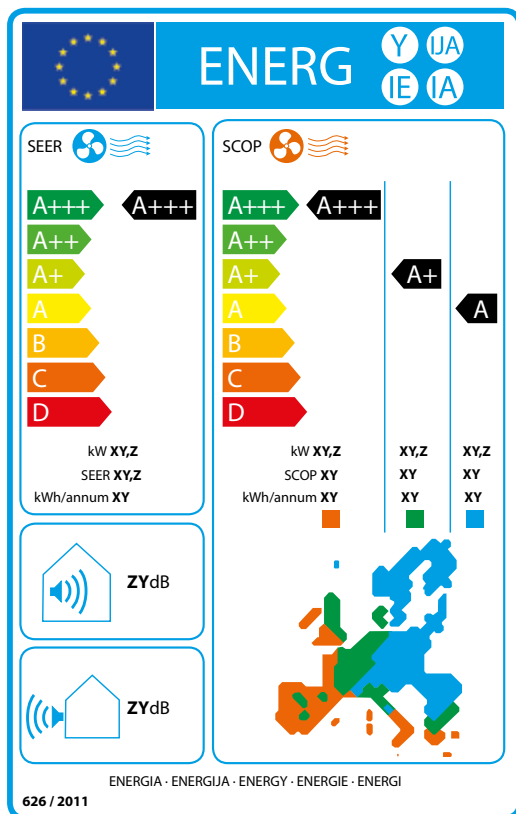 ENERG Y IJA
IE IA
SEER
A+++ A+++
A++
A+
A
B
C
D
kW XY,Z
SEER XY,Z
kWh/annum XY
SCOP
A+++ A+++
A++
A+ A+
A A
B
C
D
kW XY,Z XY,Z XY,Z
SCOP XY XY XY
kWh/annum XY XY XY
ZYdB
ZYdB
ENERGIA · ENERGIJA · ENERGY · ENERGIE · ENERGI
626 / 2011